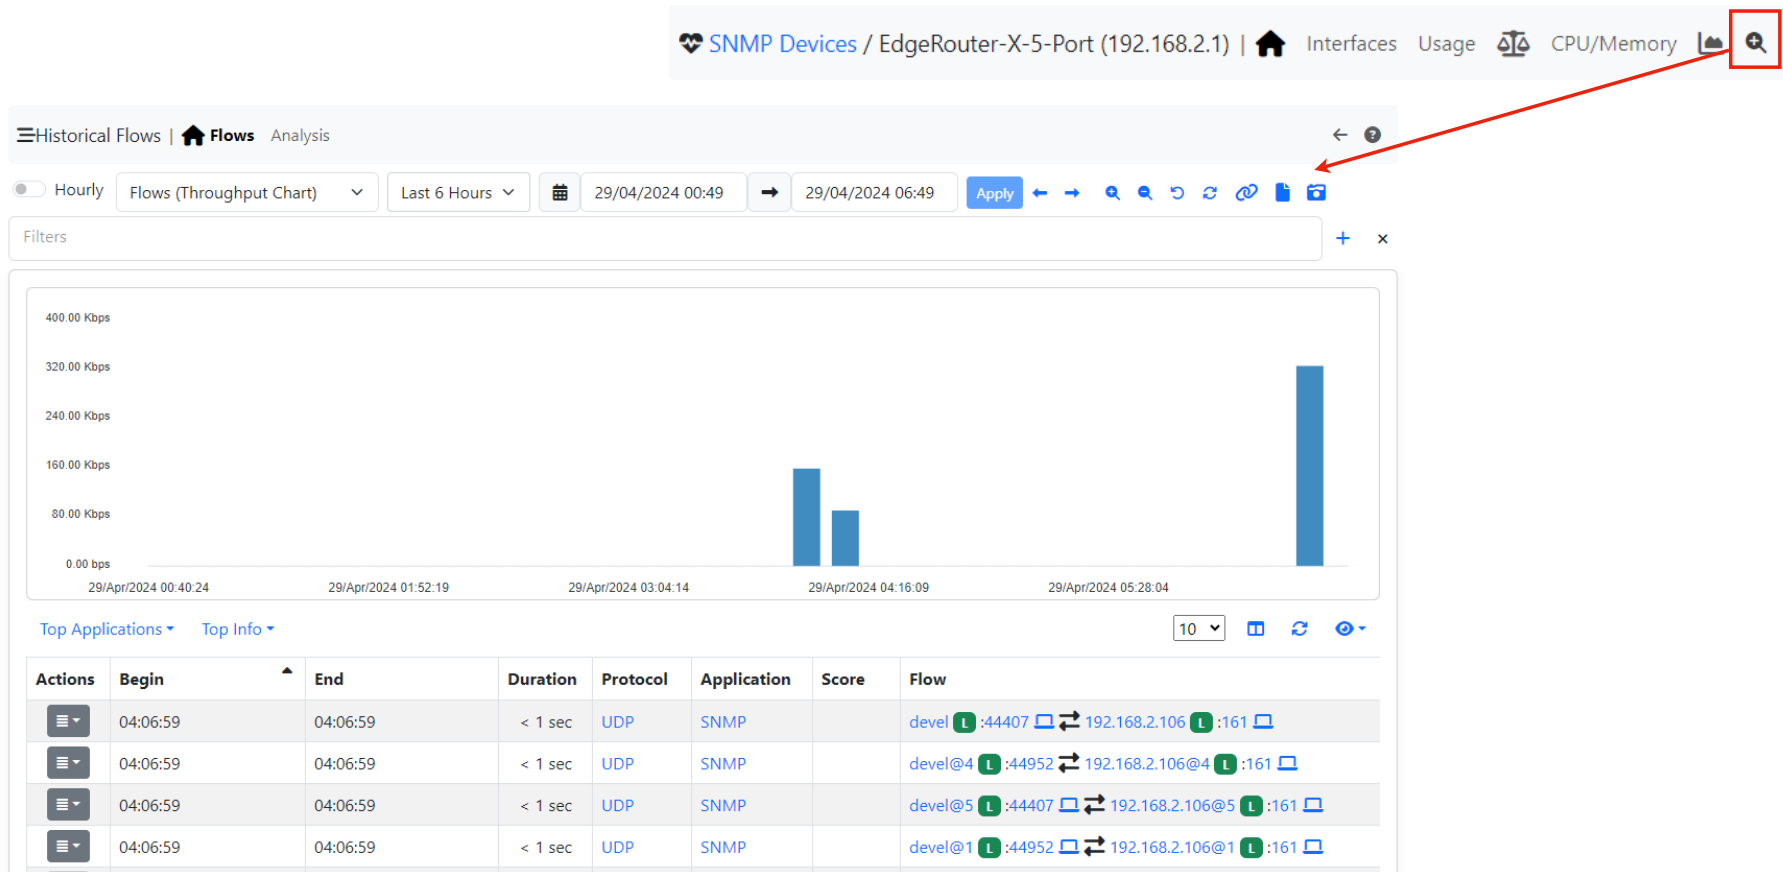 SNMP Devices / EdgeRouter-X-5-Port (192.168.2.1) | Interfaces Usage CPU/Memory
Historical Flows | Flows Analysis
Hourly Flows (Throughput Chart) Last 6 Hours 29/04/2024 00:49 29/04/2024 06:49 Apply
Filters
400.00 Kbps
320.00 Kbps
240.00 Kbps
160.00 Kbps
80.00 Kbps
0.00 bps
29/Apr/2024 00:40:24 29/Apr/2024 01:52:19 29/Apr/2024 03:04:14 29/Apr/2024 04:16:09 29/Apr/2024 05:28:04
Top Applications Top Info 10
Actions Begin End Duration Protocol Application Score Flow
04:06:59 04:06:59 < 1 sec UDP SNMP devel L :44407 192.168.2.106 L :161
04:06:59 04:06:59 < 1 sec UDP SNMP devel@4 L :44952 192.168.2.106@4 L :161
04:06:59 04:06:59 < 1 sec UDP SNMP devel@5 L :44407 192.168.2.106@5 L :161
04:06:59 04:06:59 < 1 sec UDP SNMP devel@1 L :44952 192.168.2.106@1 L :161